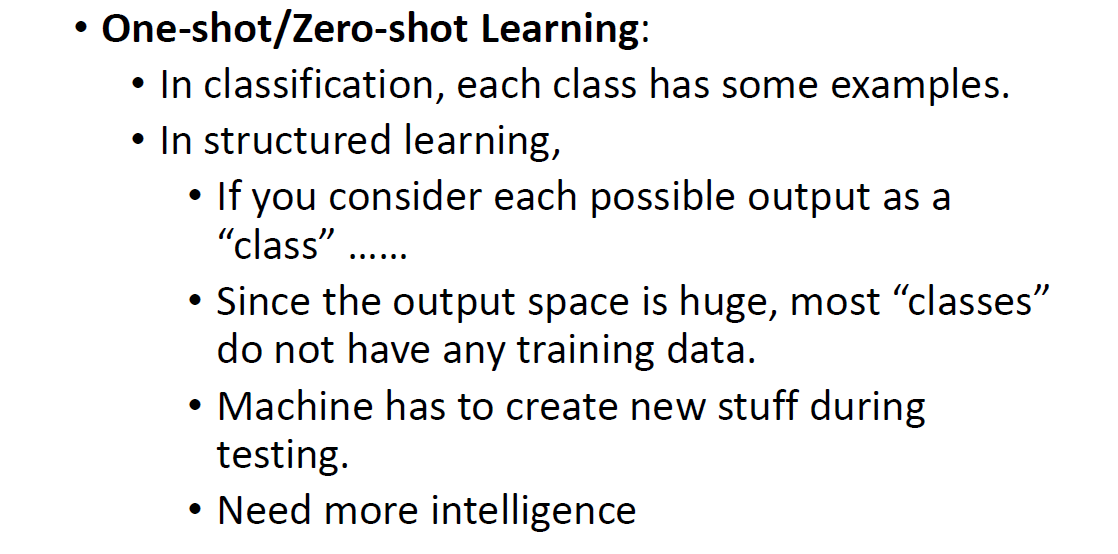 • One-shot/Zero-shot Learning:
• In classification, each class has some examples.
• In structured learning,
• If you consider each possible output as a
“class” ……
• Since the output space is huge, most “classes”
do not have any training data.
• Machine has to create new stuff during
testing.
• Need more intelligence